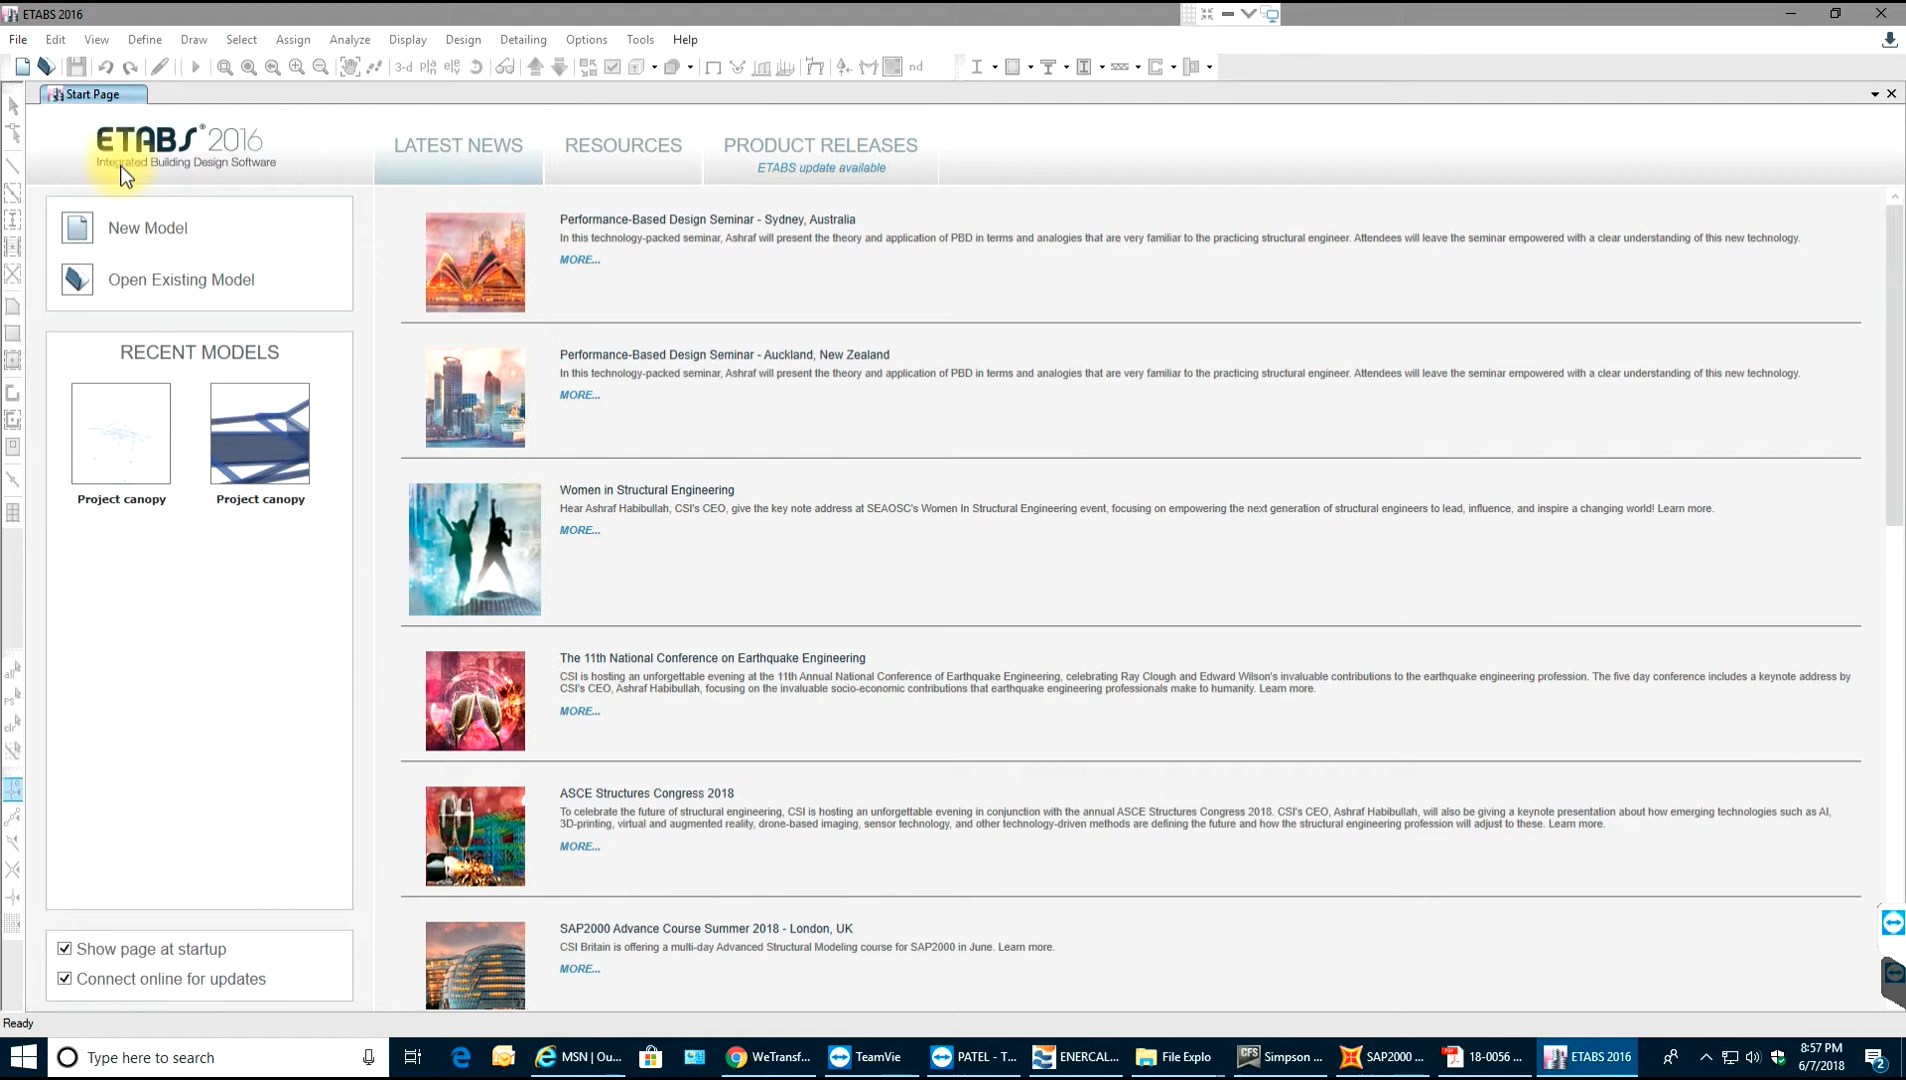 ETABS 2016
File Edit View Define Draw Select Assign Analyze Display Design Detailing Options Tools Help
3-d
nd
Start Page
ETABS® 2016
Integrated Building Design Software
LATEST NEWS
RESOURCES
PRODUCT RELEASES
ETABS update available
New Model
Open Existing Model
RECENT MODELS
Project canopy
Project canopy
Performance-Based Design Seminar - Sydney, Australia
In this technology-packed seminar, Ashraf will present the theory and application of PBD in terms and analogies that are very familiar to the practicing structural engineer. Attendees will leave the seminar empowered with a clear understanding of this new technology.
MORE...
Performance-Based Design Seminar - Auckland, New Zealand
In this technology-packed seminar, Ashraf will present the theory and application of PBD in terms and analogies that are very familiar to the practicing structural engineer. Attendees will leave the seminar empowered with a clear understanding of this new technology.
MORE...
Women in Structural Engineering
Hear Ashraf Habibullah, CSI's CEO, give the key note address at SEAOSC's Women In Structural Engineering event, focusing on empowering the next generation of structural engineers to lead, influence, and inspire a changing world! Learn more.
MORE...
The 11th National Conference on Earthquake Engineering
CSI is hosting an unforgettable evening at the 11th Annual National Conference of Earthquake Engineering, celebrating Ray Clough and Edward Wilson's invaluable contributions to the earthquake engineering profession. The five day conference includes a keynote address by
CSI's CEO, Ashraf Habibullah, focusing on the invaluable socio-economic contributions that earthquake engineering professionals make to humanity. Learn more.
MORE...
ASCE Structures Congress 2018
To celebrate the future of structural engineering, CSI is hosting an unforgettable evening in conjunction with the annual ASCE Structures Congress 2018. CSI's CEO, Ashraf Habibullah, will also be giving a keynote presentation about how emerging technologies such as AI,
3D-printing, virtual and augmented reality, drone-based imaging, sensor technology, and other technology-driven methods are defining the future and how the structural engineering profession will adjust to these. Learn more.
MORE...
SAP2000 Advance Course Summer 2018 - London, UK
CSI Britain is offering a multi-day Advanced Structural Modeling course for SAP2000 in June. Learn more.
MORE...
all
ps
clr
Show page at startup
Connect online for updates
Ready
Type here to search
MSN | Ou...
WeTransf...
TeamVie...
PATEL - T...
ENERCAL...
File Explo...
CFS
Simpson ...
SAP2000 ...
18-0056 ...
ETABS 2016
8:57 PM
6/7/2018
2